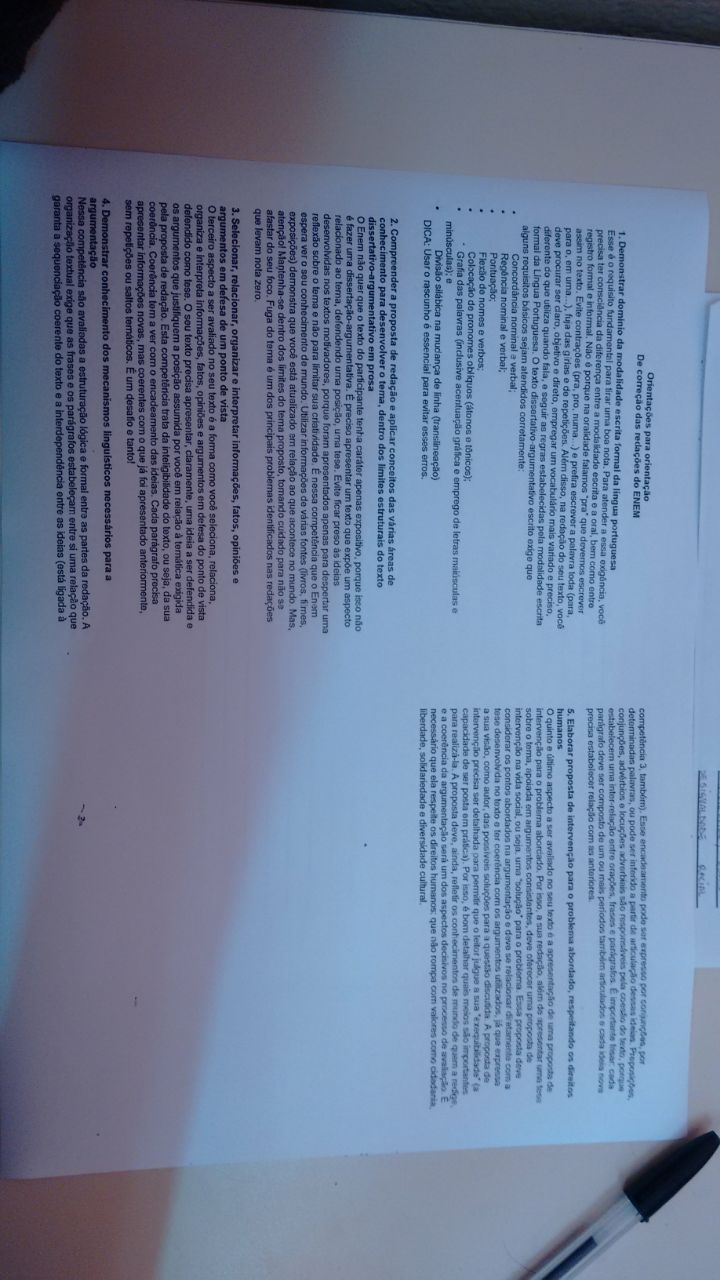 DESIGUALDADE RACIAL
Orientações para orientação
De correção das redações do ENEM
1. Demonstrar domínio da modalidade escrita formal da língua portuguesa
Esse é o requisito fundamental para tirar uma boa nota. Para atender a essa exigência, você
precisa ter consciência da diferença entre a modalidade escrita e a oral, bem como entre
registro formal e informal. Não é porque na oralidade falamos "pra" que devemos escrever
assim no texto. Evite contrações (pra, pro, numa...) e prefira escrever a palavra toda (para,
para o, em uma...), fuja das gírias e de repetições. Além disso, na redação do seu texto, você
deve procurar ser claro, objetivo e direto, empregar um vocabulário mais variado e preciso,
diferente do que utiliza quando fala, e seguir as regras estabelecidas pela modalidade escrita
formal da Língua Portuguesa. O texto dissertativo-argumentativo escrito exige que
alguns requisitos básicos sejam atendidos corretamente:
• Concordância nominal e verbal;
• Regência nominal e verbal;
• Pontuação;
• Flexão de nomes e verbos;
• Colocação de pronomes oblíquos (átonos e tônicos);
• Grafia das palavras (inclusive acentuação gráfica e emprego de letras maiúsculas e
minúsculas); e
• Divisão silábica na mudança de linha (translineação)
DICA: Usar o rascunho é essencial para evitar esses erros.
2. Compreender a proposta de redação e aplicar conceitos das várias áreas de
conhecimento para desenvolver o tema, dentro dos limites estruturais do texto
dissertativo-argumentativo em prosa
O Enem não quer que o texto do participante tenha caráter apenas expositivo, porque isso não
é fazer uma dissertação-argumentativa. É preciso apresentar um texto que expõe um aspecto
relacionado ao tema, defendendo uma posição, uma tese. Evite ficar preso às ideias
desenvolvidas nos textos motivadores, porque foram apresentados apenas para despertar uma
reflexão sobre o tema e não para limitar sua criatividade. É nessa competência que o Enem
espera ver o seu conhecimento de mundo. Utilizar informações de várias fontes (livros, filmes,
exposições) demonstra que você está atualizado em relação ao que acontece no mundo. Mas,
atenção! Mantenha-se dentro dos limites do tema proposto, tomando cuidado para não se
afastar do seu foco. Fuga do tema é um dos principais problemas identificados nas redações
que levam nota zero.
3. Selecionar, relacionar, organizar e interpretar informações, fatos, opiniões e
argumentos em defesa de um ponto de vista
O terceiro aspecto a ser avaliado no seu texto é a forma como você seleciona, relaciona,
organiza e interpreta informações, fatos, opiniões e argumentos em defesa do ponto de vista
defendido como tese. O seu texto precisa apresentar, claramente, uma ideia a ser defendida e
os argumentos que justifiquem a posição assumida por você em relação à temática exigida
pela proposta de redação. Esta competência trata da inteligibilidade do texto, ou seja, da sua
coerência. Coerência tem a ver com o encadeamento das ideias. Cada parágrafo precisa
apresentar informações novas, mas coerentes com o que já foi apresentado anteriormente,
sem repetições ou saltos temáticos. É um desafio e tanto!
4. Demonstrar conhecimento dos mecanismos linguísticos necessários para a
argumentação
Nessa competência são avaliadas a estruturação lógica e formal entre as partes da redação. A
organização textual exige que as frases e os parágrafos estabeleçam entre si uma relação que
garanta a sequenciação coerente do texto e a interdependência entre as ideias (está ligada à
competência 3, também). Esse encadeamento pode ser expresso por conjunções, por
determinadas palavras, ou pode ser inferido a partir de articulação dessas ideias. Preposições,
conjunções, advérbios e locuções adverbiais são responsáveis pela coesão do texto, porque
estabelecem uma inter-relação entre orações, frases e parágrafos. É importante frisar: cada
parágrafo deve ser composto de um ou mais períodos também articulados e cada ideia nova
precisa estabelecer relação com as anteriores.
5. Elaborar proposta de intervenção para o problema abordado, respeitando os direitos
humanos
O quinto e último aspecto a ser avaliado no seu texto é a apresentação de uma proposta de
intervenção para o problema abordado. Por isso, a sua redação, além de apresentar uma tese
sobre o tema, apoiada em argumentos consistentes, deve oferecer uma proposta de
intervenção na vida social, ou seja, uma "solução" para o problema. Essa proposta deve
considerar os pontos abordados na argumentação e deve se relacionar diretamente com a
tese desenvolvida no texto e ter coerência com os argumentos utilizados, já que expressa
a sua visão, como autor, das possíveis soluções para a questão discutida. A proposta de
intervenção precisa ser detalhada para permitir que o leitor julgue a sua "exequibilidade" (a
capacidade de ser posta em prática). Por isso, é bom detalhar quais meios são importantes
para realizá-la. A proposta deve, ainda, refletir os conhecimentos de mundo de quem a redige,
e a coerência da argumentação será um dos aspectos decisivos no processo de avaliação. É
necessário que ela respeite os direitos humanos: que não rompa com valores como cidadania,
liberdade, solidariedade e diversidade cultural.